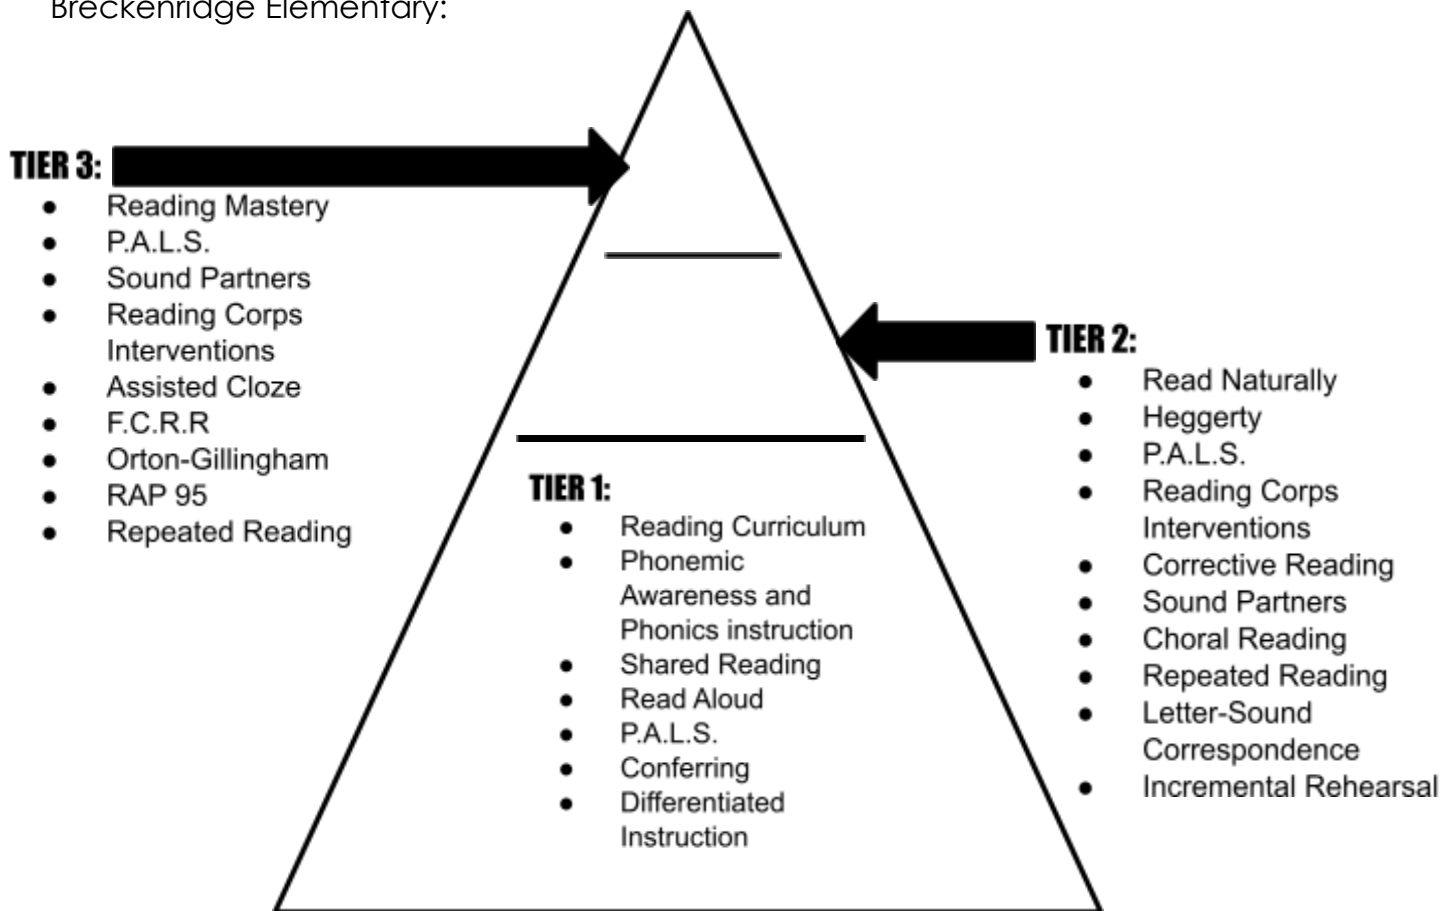 Breckenridge Elementary:
TIER 3:
● Reading Mastery
● P.A.L.S.
● Sound Partners
● Reading Corps
Interventions
● Assisted Cloze
● F.C.R.R
● Orton-Gillingham
● RAP 95
● Repeated Reading
TIER 2:
● Read Naturally
● Heggerty
● P.A.L.S.
● Reading Corps
Interventions
● Corrective Reading
● Sound Partners
● Choral Reading
● Repeated Reading
● Letter-Sound
Correspondence
● Incremental Rehearsal
TIER 1:
● Reading Curriculum
● Phonemic
Awareness and
Phonics instruction
● Shared Reading
● Read Aloud
● P.A.L.S.
● Conferring
● Differentiated
Instruction